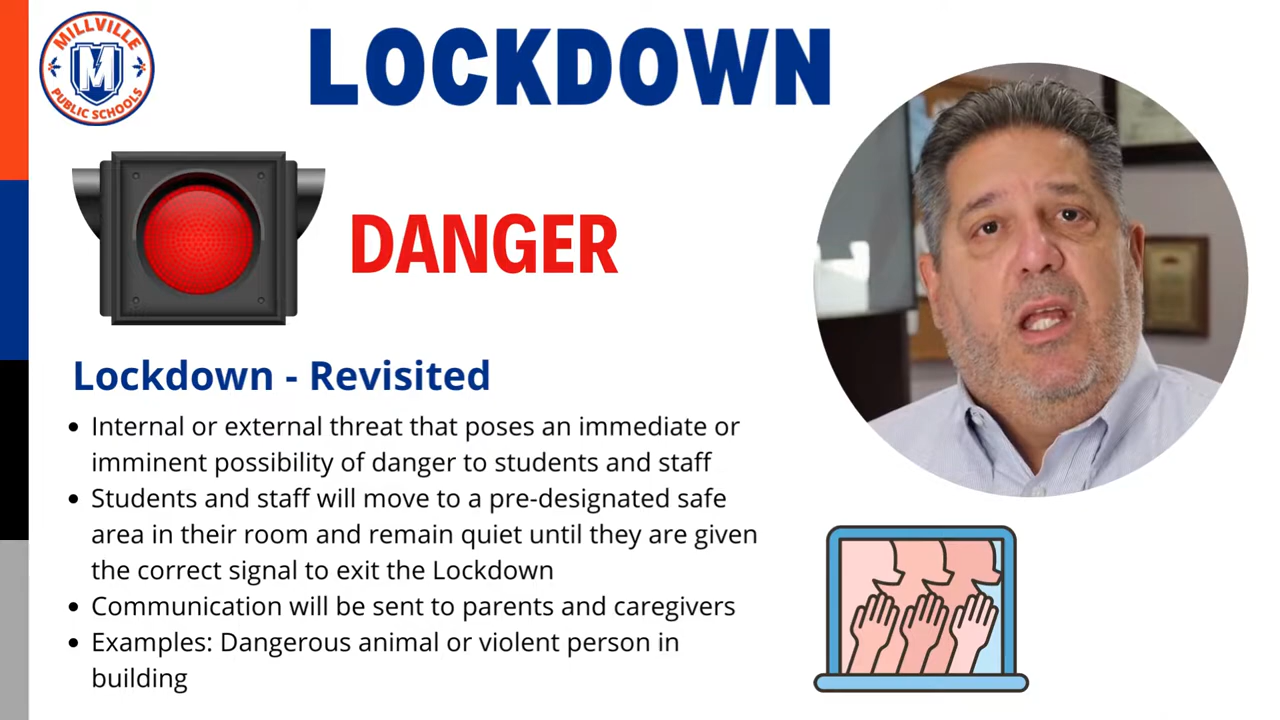 MILLVILLE
M
PUBLIC SCHOOLS
LOCKDOWN
DANGER
Lockdown - Revisited
• Internal or external threat that poses an immediate or
imminent possibility of danger to students and staff
• Students and staff will move to a pre-designated safe
area in their room and remain quiet until they are given
the correct signal to exit the Lockdown
• Communication will be sent to parents and caregivers
• Examples: Dangerous animal or violent person in
building